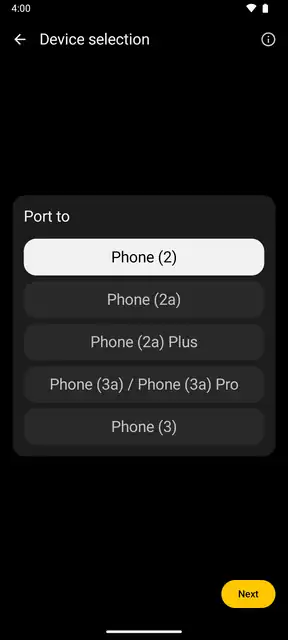 4:00
Device selection
Port to
Phone (2)
Phone (2a)
Phone (2a) Plus
Phone (3a) / Phone (3a) Pro
Phone (3)
Next